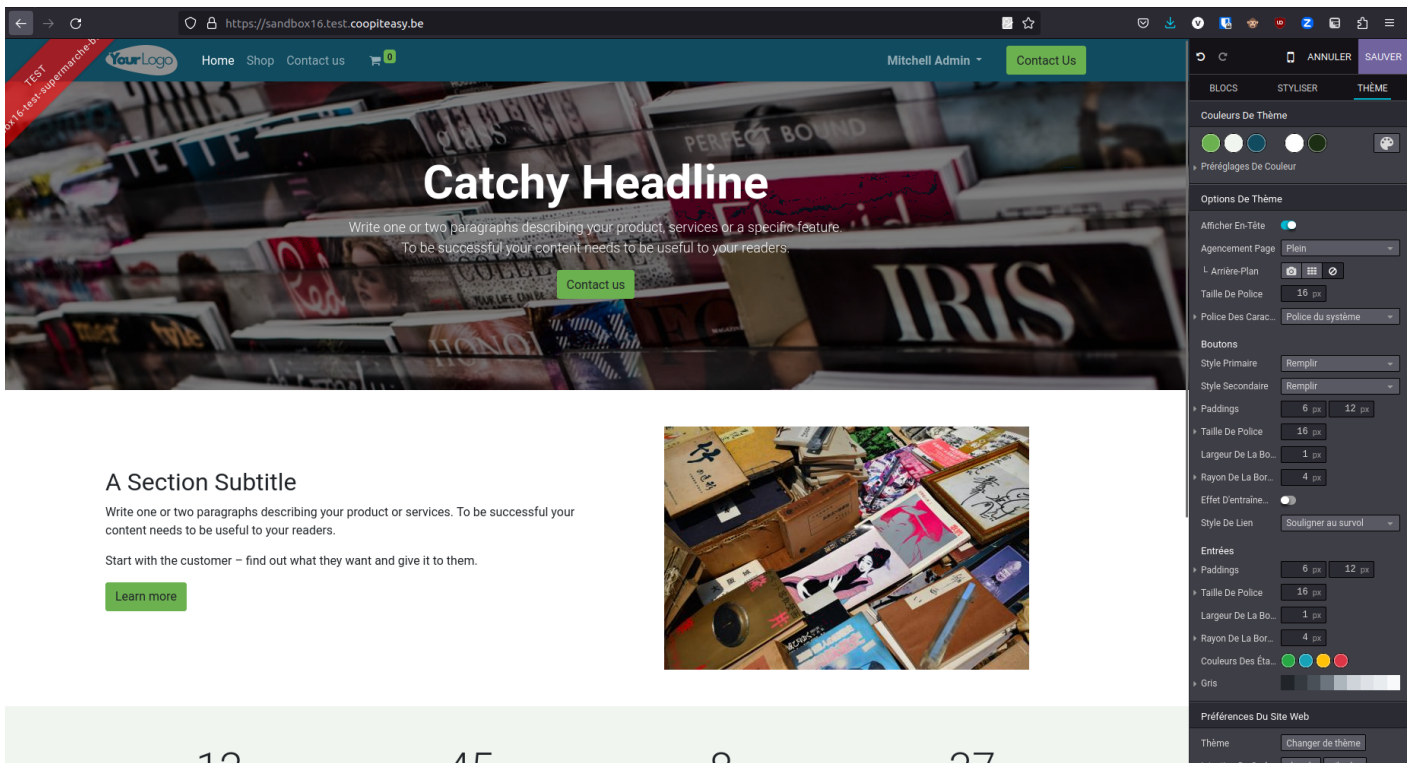 https://sandbox16.test.coopiteasy.be
TEST
YourLogo
Home Shop Contact us 0 Mitchell Admin Contact Us
ANNULER SAUVER
BLOCS STYLISER THÈME
Couleurs De Thème
Préréglages De Couleur
Options De Thème
Afficher En-Tête
Agencement Page Plein
└ Arrière-Plan
Taille De Police 16 px
Police Des Carac... Police du système
Boutons
Style Primaire Remplir
Style Secondaire Remplir
Paddings 6 px 12 px
Taille De Police 16 px
Largeur De La Bo... 1 px
Rayon De La Bor... 4 px
Effet D'entraîne...
Style De Lien Souligner au survol
Entrées
Paddings 6 px 12 px
Taille De Police 16 px
Largeur De La Bo... 1 px
Rayon De La Bor... 4 px
Couleurs Des Éta...
Gris
Préférences Du Site Web
Thème Changer de thème
glass
PERFECT BOUND
TETTE
Catchy Headline
Write one or two paragraphs describing your product, services or a specific feature.
To be successful your content needs to be useful to your readers.
Contact us
Red
COLLE
IRIS
HONO
A Section Subtitle
Write one or two paragraphs describing your product or services. To be successful your
content needs to be useful to your readers.
Start with the customer – find out what they want and give it to them.
Learn more
12 45 8 37